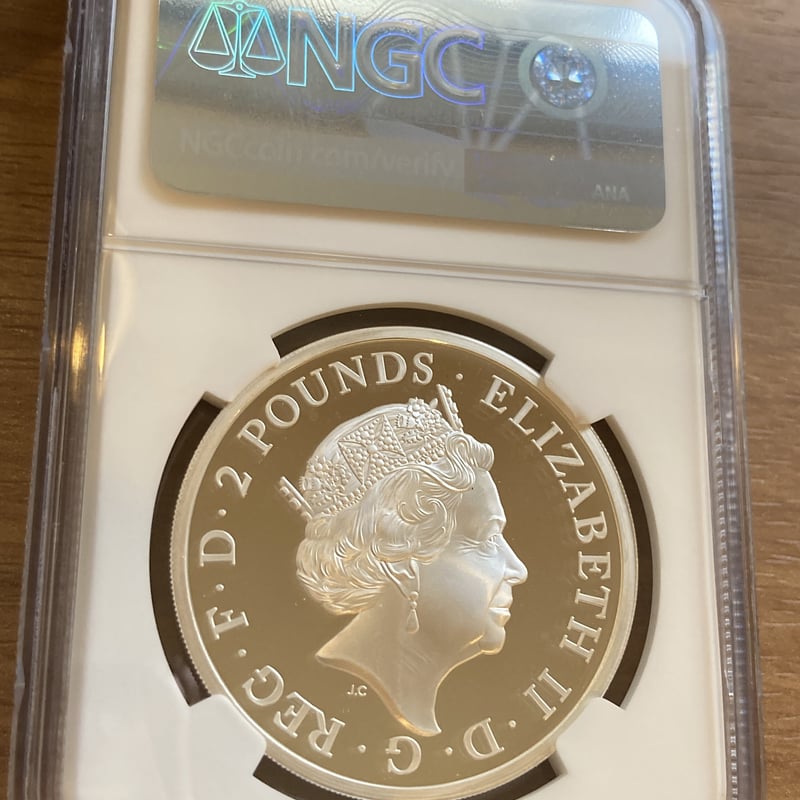 NGC
NGCcoin.com/verify
ANA
ELIZABETH II · D · G · REG · F · D · 2 POUNDS ·
J.C